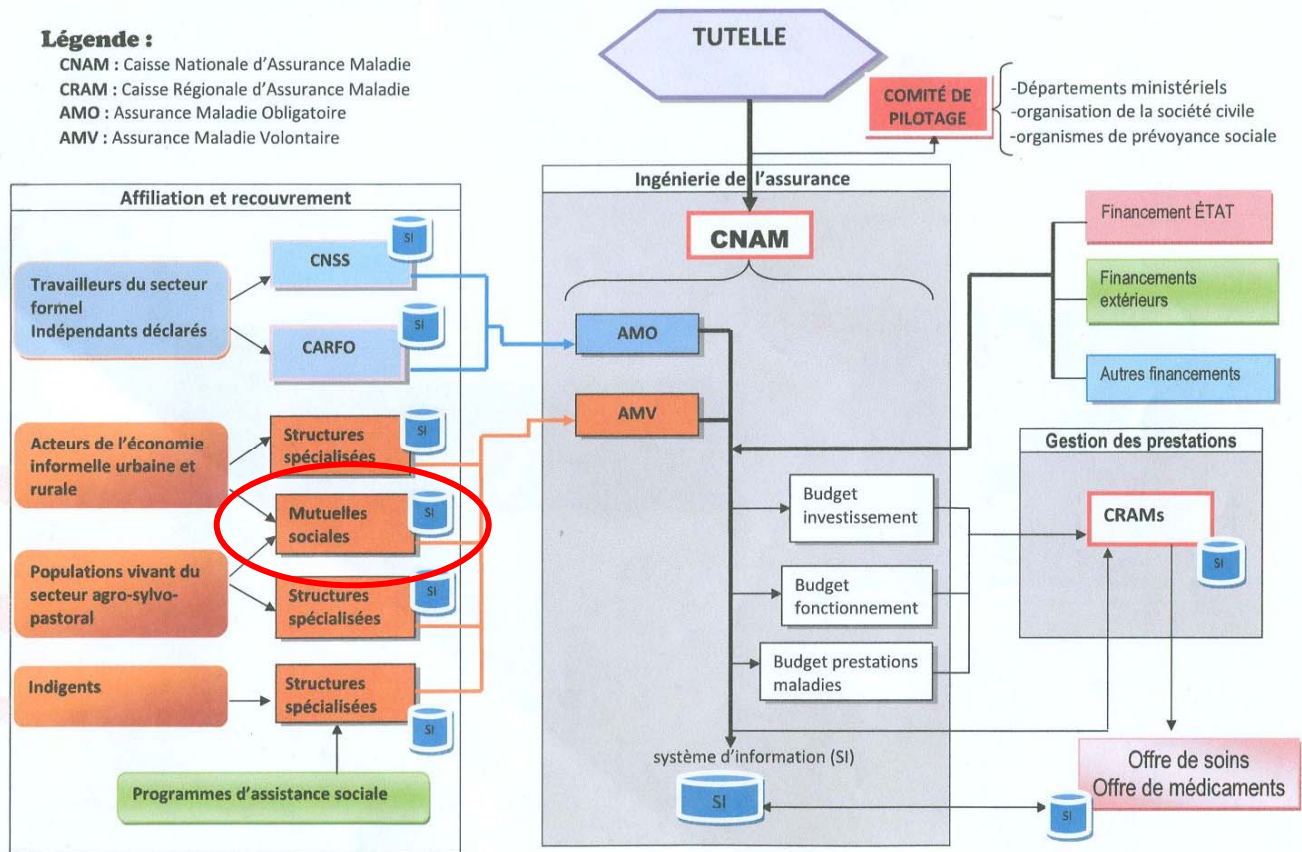 Légende :
CNAM : Caisse Nationale d'Assurance Maladie
CRAM : Caisse Régionale d'Assurance Maladie
AMO : Assurance Maladie Obligatoire
AMV : Assurance Maladie Volontaire
TUTELLE
COMITÉ DE
PILOTAGE
-Départements ministériels
-organisation de la société civile
-organismes de prévoyance sociale
Affiliation et recouvrement
Travailleurs du secteur
formel
Indépendants déclarés
CNSS
SI
CARFO
SI
Acteurs de l'économie
informelle urbaine et
rurale
Structures
spécialisées
SI
Mutuelles
sociales
SI
Populations vivant du
secteur agro-sylvo-
pastoral
Structures
spécialisées
SI
Indigents
Structures
spécialisées
SI
Programmes d'assistance sociale
Ingénierie de l'assurance
CNAM
AMO
AMV
Budget
investissement
Budget
fonctionnement
Budget prestations
maladies
système d'information (SI)
SI
Financement ÉTAT
Financements
extérieurs
Autres financements
Gestion des prestations
CRAMs
SI
Offre de soins
Offre de médicaments
SI